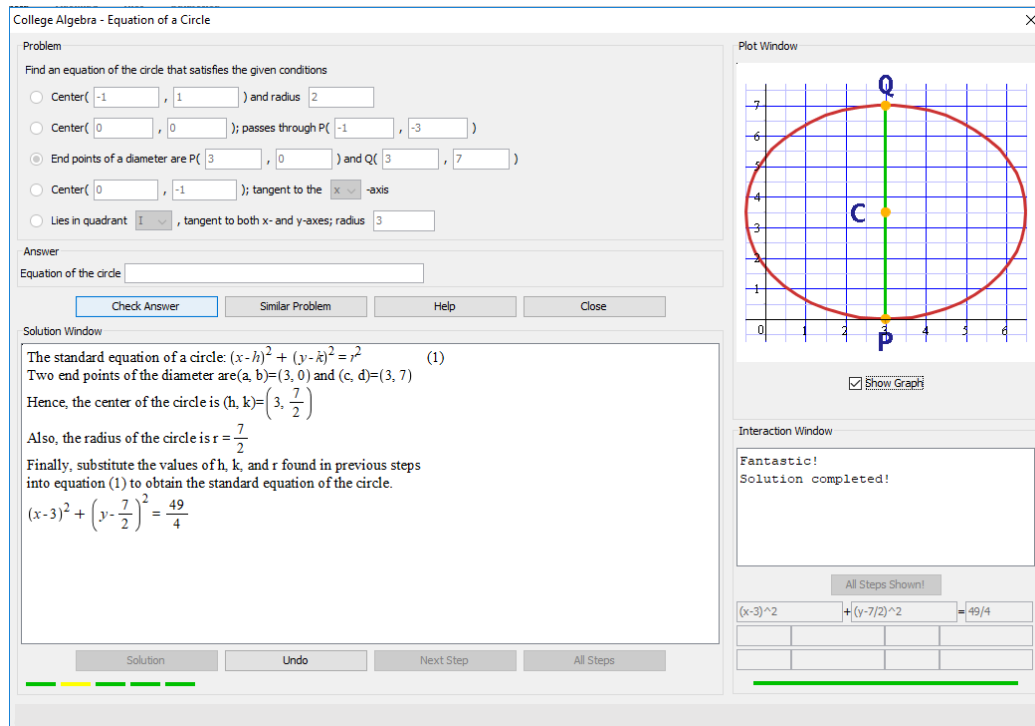 College Algebra - Equation of a Circle
Problem
Find an equation of the circle that satisfies the given conditions
Center( -1 , 1 ) and radius 2
Center( 0 , 0 ); passes through P( -1 , -3 )
End points of a diameter are P( 3 , 0 ) and Q( 3 , 7 )
Center( 0 , -1 ); tangent to the x -axis
Lies in quadrant I , tangent to both x- and y-axes; radius 3
Answer
Equation of the circle
Check Answer Similar Problem Help Close
Solution Window
The standard equation of a circle: (x-h)² + (y-k)² = r² (1)
Two end points of the diameter are(a, b)=(3, 0) and (c, d)=(3, 7)
Hence, the center of the circle is (h, k)=(3, 7/2)
Also, the radius of the circle is r = 7/2
Finally, substitute the values of h, k, and r found in previous steps
into equation (1) to obtain the standard equation of the circle.
(x-3)² + (y-7/2)² = 49/4
Solution Undo Next Step All Steps
Plot Window
Q
7
6
5
4
C
3
2
1
0 1 2 3 4 5 6
P
Show Graph
Interaction Window
Fantastic!
Solution completed!
All Steps Shown!
(x-3)^2 + (y-7/2)^2 = 49/4